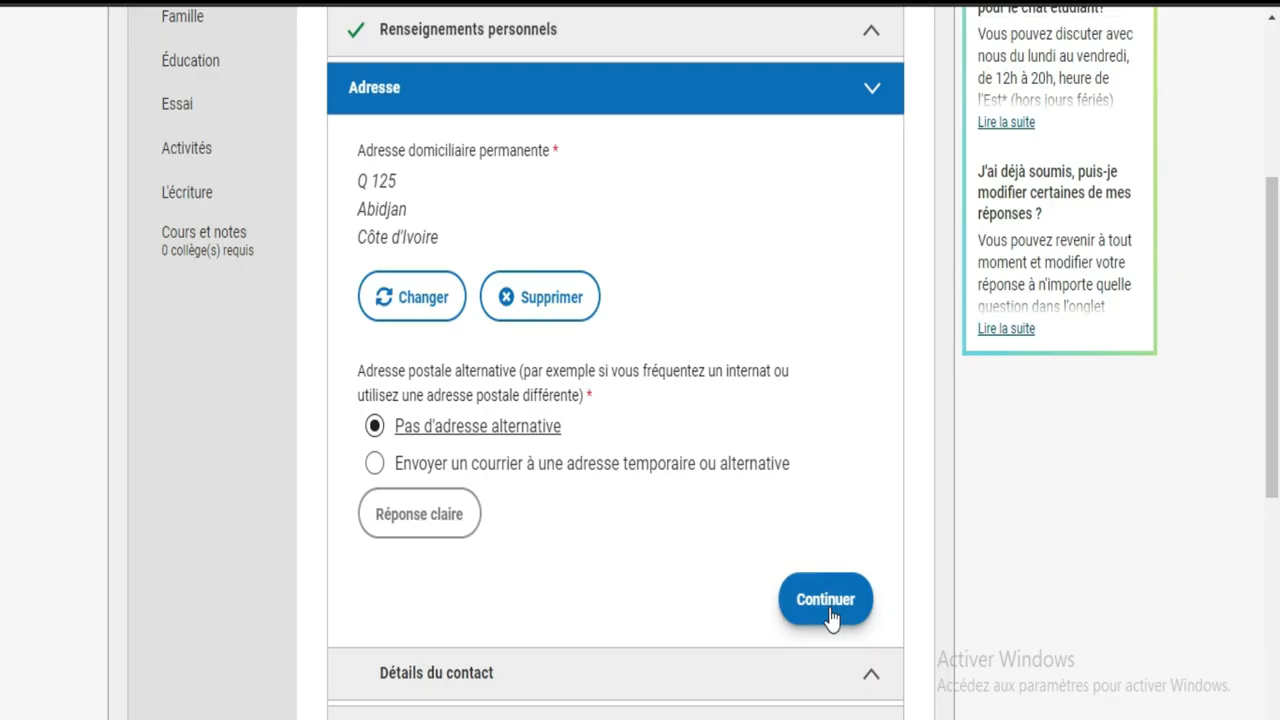 Famille
Éducation
Essai
Activités
L'écriture
Cours et notes
0 collège(s) requis
Renseignements personnels
Adresse
Adresse domiciliaire permanente *
Q 125
Abidjan
Côte d'Ivoire
Changer
Supprimer
Adresse postale alternative (par exemple si vous fréquentez un internat ou
utilisez une adresse postale différente) *
Pas d'adresse alternative
Envoyer un courrier à une adresse temporaire ou alternative
Réponse claire
Continuer
Détails du contact
pour le chat étudiant?
Vous pouvez discuter avec
nous du lundi au vendredi,
de 12h à 20h, heure de
l'Est* (hors jours fériés)
Lire la suite
J'ai déjà soumis, puis-je
modifier certaines de mes
réponses ?
Vous pouvez revenir à tout
moment et modifier votre
réponse à n'importe quelle
question dans l'onglet
Lire la suite
Activer Windows
Accédez aux paramètres pour activer Windows.